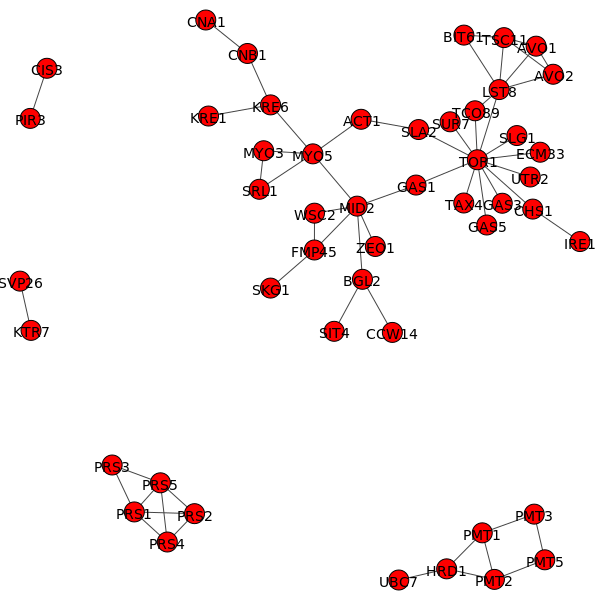 CNA1
BIT61
TSC11
AVO1
CNB1
CIS3
AVO2
LST8
KRE6
TCO89
PIR3
KRE1
ACT1
SUR7
SLA2
SLG1
MYO3
MYO5
ECM33
TOR1
UTR2
SRL1
GAS1
WSC2
MID2
TAX4
GAS3
CHS1
GAS5
FMP45
ZEO1
IRE1
SVP26
SKG1
BGL2
KTR7
SIT4
CCW14
PRS3
PRS5
PRS1
PRS2
PMT3
PRS4
PMT1
PMT5
UBC7
HRD1
PMT2